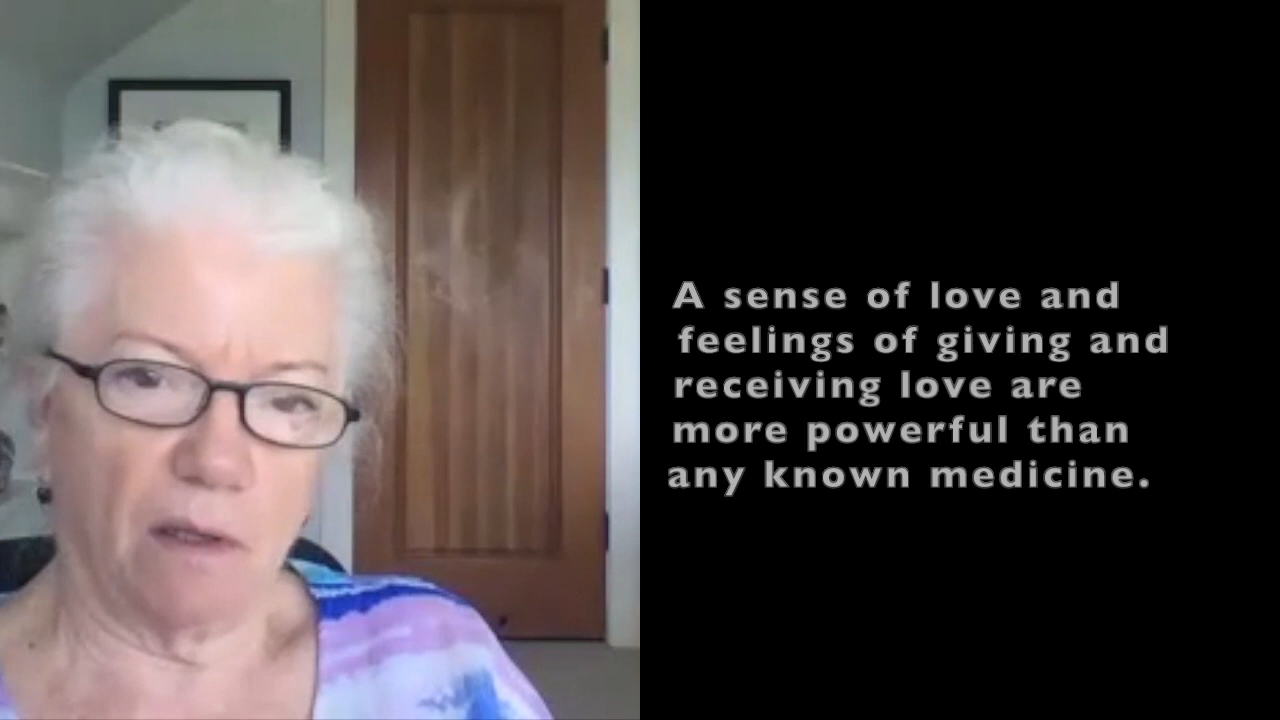 A sense of love and
feelings of giving and
receiving love are
more powerful than
any known medicine.